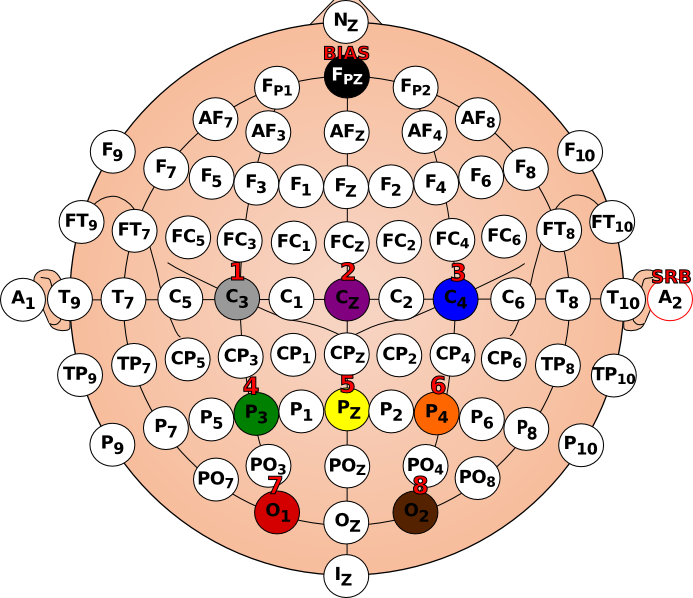 NZ
BIAS
FP1 FPZ FP2
AF7 AF3 AFZ AF4 AF8
F9 F7 F5 F3 F1 FZ F2 F4 F6 F8 F10
FT9 FT7 FC5 FC3 FC1 FCZ FC2 FC4 FC6 FT8 FT10
1 2 3 SRB
A1 T9 T7 C5 C3 C1 CZ C2 C4 C6 T8 T10 A2
TP9 TP7 CP5 CP3 CP1 CPZ CP2 CP4 CP6 TP8 TP10
4 5 6
P9 P7 P5 P3 P1 PZ P2 P4 P6 P8 P10
PO7 PO3 POZ PO4 PO8
7 8
O1 OZ O2
IZ